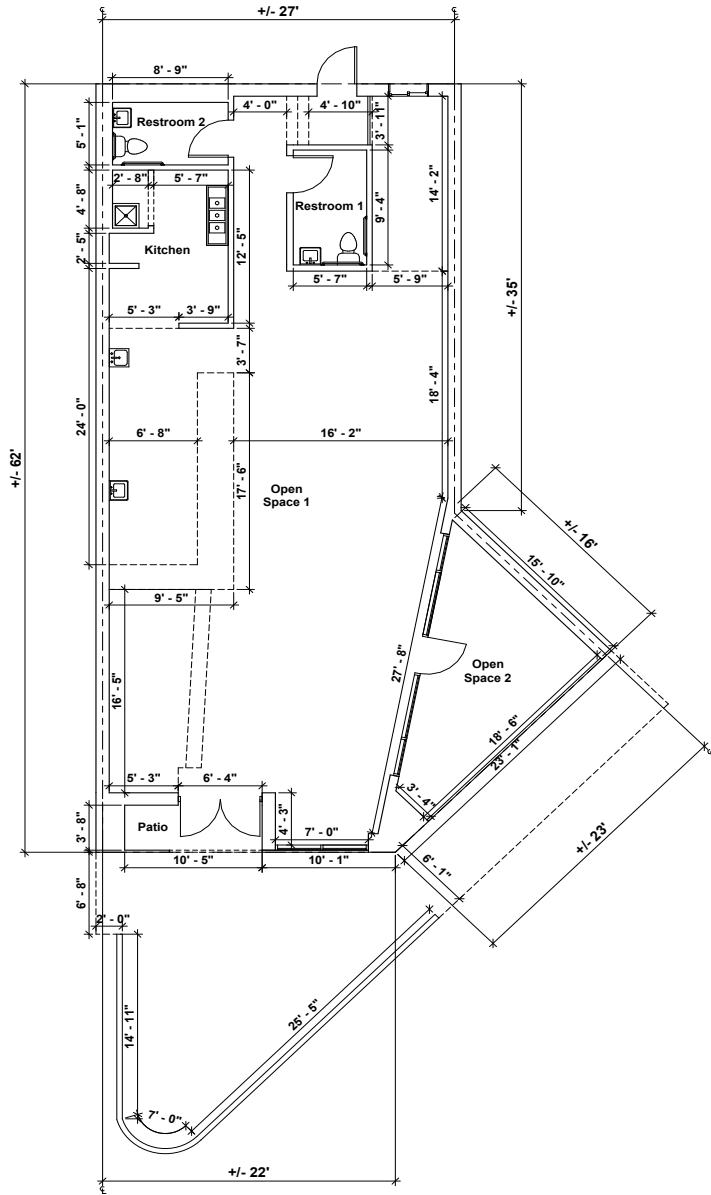 +/- 27'
8' - 9"
4' - 0"
4' - 10"
5' - 1"
Restroom 2
3' - 11"
14' - 2"
2' - 8"
5' - 7"
4' - 8"
Restroom 1
9' - 4"
Kitchen
12' - 5"
2' - 5"
5' - 7"
5' - 9"
+/- 35'
5' - 3"
3' - 9"
3' - 7"
18' - 4"
24' - 0"
+/- 62'
6' - 8"
16' - 2"
17' - 6"
Open
Space 1
+/- 16'
15' - 10"
9' - 5"
27' - 8"
Open
Space 2
16' - 5"
18' - 6"
23' - 1"
5' - 3"
6' - 4"
3' - 4"
4' - 3"
3' - 8"
Patio
7' - 0"
+/- 23'
10' - 5"
10' - 1"
6' - 1"
6' - 8"
2' - 0"
25' - 5"
14' - 11"
7' - 0"
+/- 22'